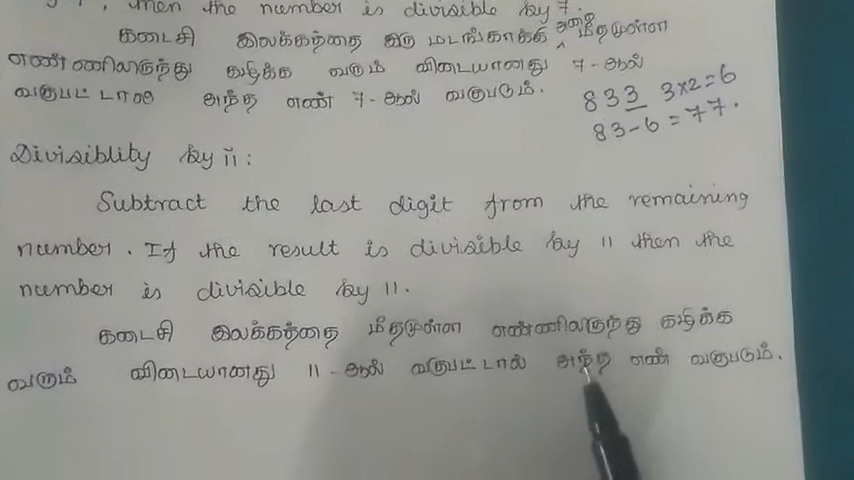 , then the number is divisible by 7.
கடைசி இலக்கத்தை இரு மடங்காக்கி அதை மீதமுள்ள
எண்ணிலிருந்து கழிக்க வரும் விடையானது 7-ஆல்
வகுபட்டால் அந்த எண் 7-ஆல் வகுபடும்.
833 3×2=6
83-6=77.
Divisiblity by 11:
Subtract the last digit from the remaining
number. If the result is divisible by 11 then the
number is divisible by 11.
கடைசி இலக்கத்தை மீதமுள்ள எண்ணிலிருந்து கழிக்க
வரும் விடையானது 11-ஆல் வகுபட்டால் அந்த எண் வகுபடும்.